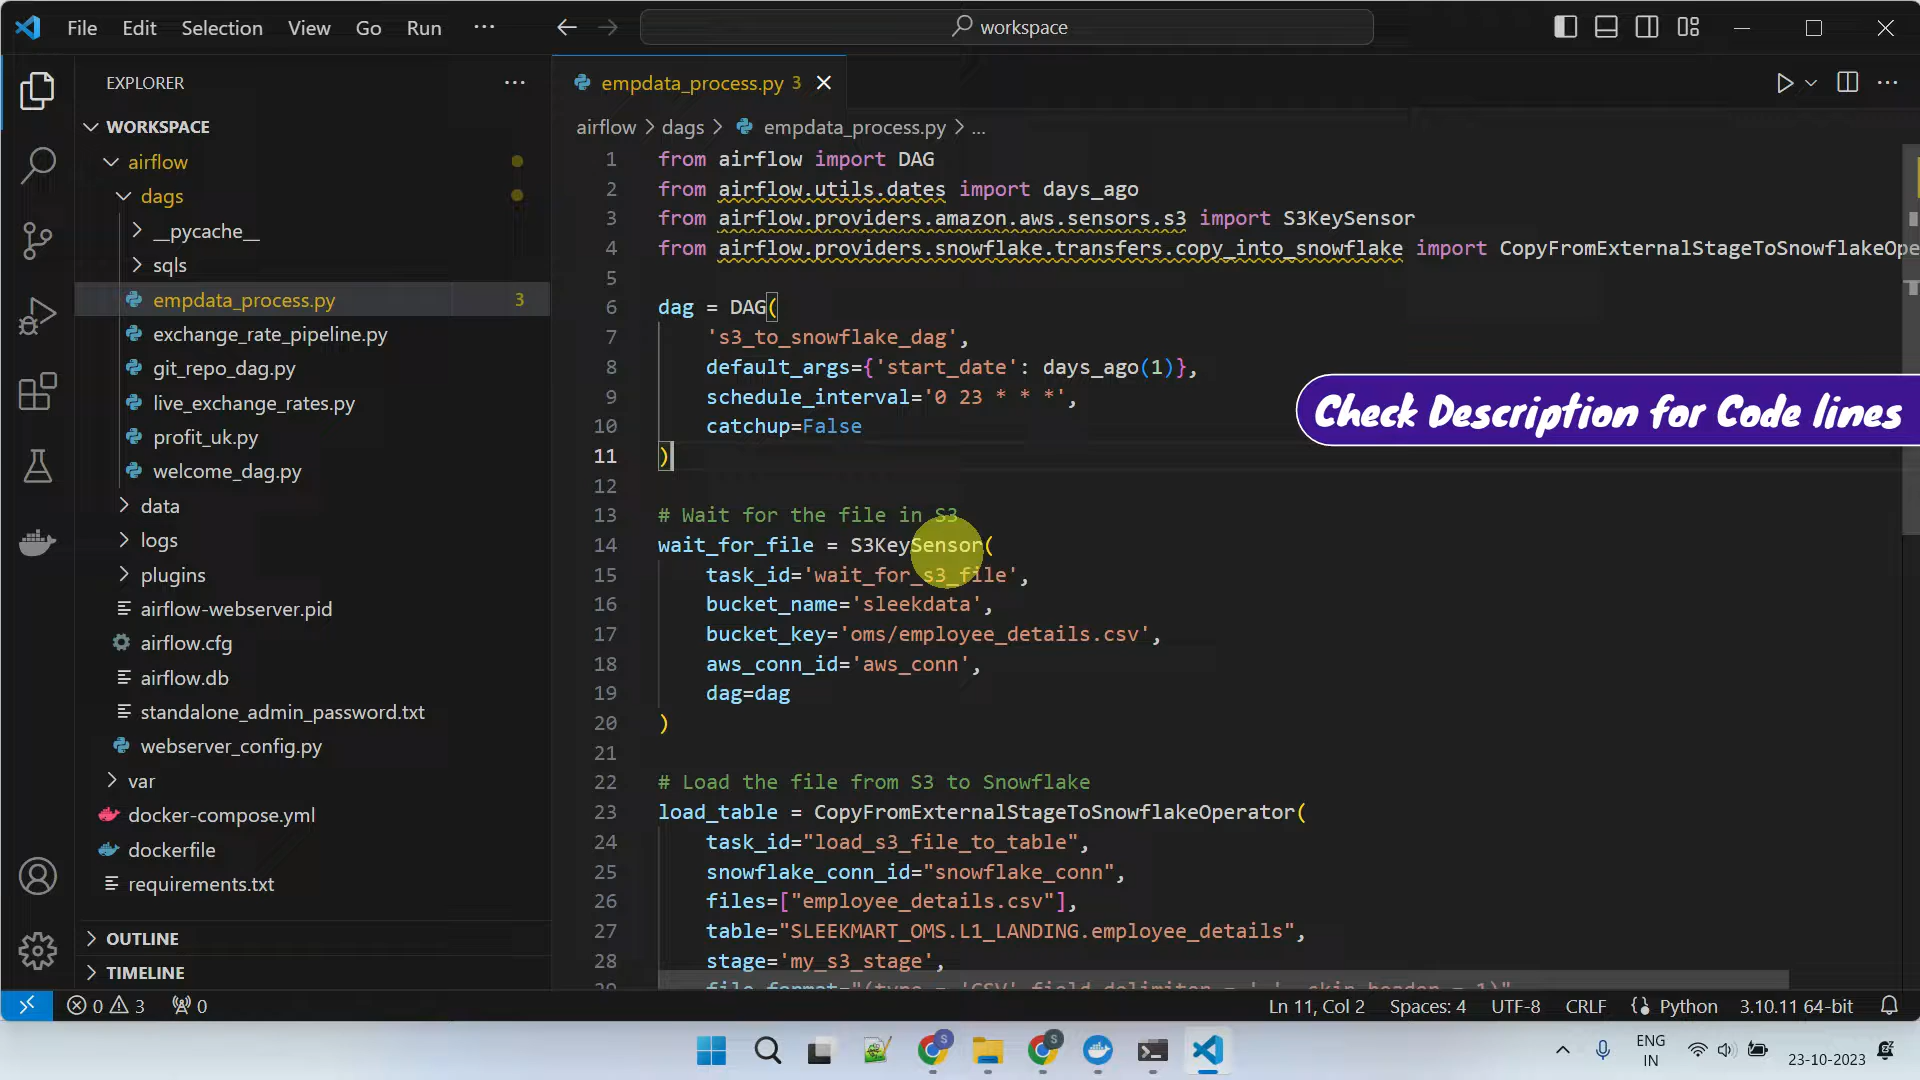 File Edit Selection View Go Run ...
workspace
EXPLORER ...
WORKSPACE
airflow
dags
__pycache__
sqls
empdata_process.py 3
exchange_rate_pipeline.py
git_repo_dag.py
live_exchange_rates.py
profit_uk.py
welcome_dag.py
data
logs
plugins
airflow-webserver.pid
airflow.cfg
airflow.db
standalone_admin_password.txt
webserver_config.py
var
docker-compose.yml
dockerfile
requirements.txt
OUTLINE
TIMELINE
empdata_process.py 3
airflow > dags > empdata_process.py > ...
1 from airflow import DAG
2 from airflow.utils.dates import days_ago
3 from airflow.providers.amazon.aws.sensors.s3 import S3KeySensor
4 from airflow.providers.snowflake.transfers.copy_into_snowflake import CopyFromExternalStageToSnowflakeOpe
5
6 dag = DAG(
7 's3_to_snowflake_dag',
8 default_args={'start_date': days_ago(1)},
9 schedule_interval='0 23 * * *',
10 catchup=False
11 )
12
13 # Wait for the file in S3
14 wait_for_file = S3KeySensor(
15 task_id='wait_for_s3_file',
16 bucket_name='sleekdata',
17 bucket_key='oms/employee_details.csv',
18 aws_conn_id='aws_conn',
19 dag=dag
20 )
21
22 # Load the file from S3 to Snowflake
23 load_table = CopyFromExternalStageToSnowflakeOperator(
24 task_id="load_s3_file_to_table",
25 snowflake_conn_id="snowflake_conn",
26 files=["employee_details.csv"],
27 table="SLEEKMART_OMS.L1_LANDING.employee_details",
28 stage='my_s3_stage',
Check Description for Code lines
0 3 0
Ln 11, Col 2 Spaces: 4 UTF-8 CRLF Python 3.10.11 64-bit
ENG
IN
23-10-2023